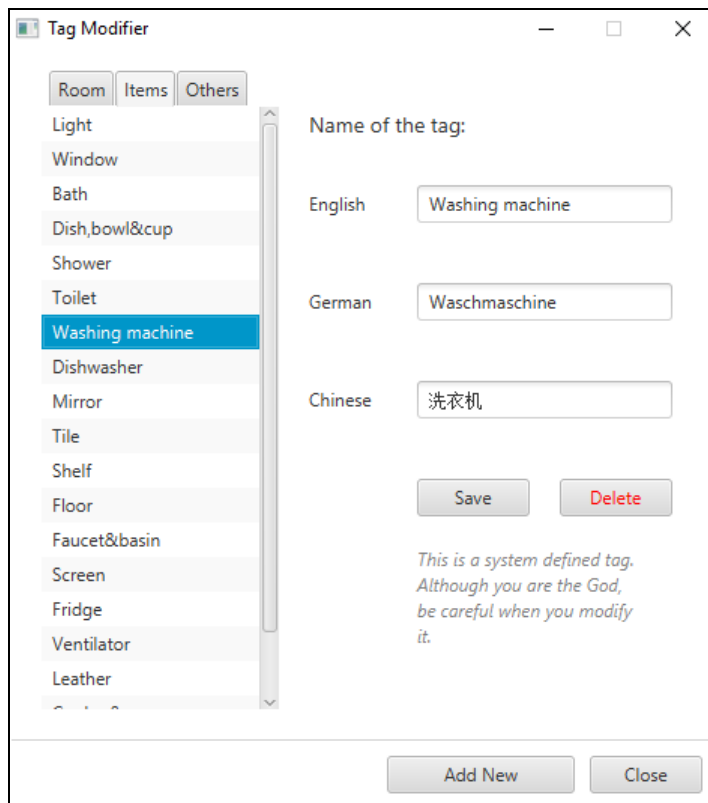 Tag Modifier
Room Items Others
Light
Window
Bath
Dish,bowl&cup
Shower
Toilet
Washing machine
Dishwasher
Mirror
Tile
Shelf
Floor
Faucet&basin
Screen
Fridge
Ventilator
Leather
Name of the tag:
English Washing machine
German Waschmaschine
Chinese 洗衣机
Save Delete
This is a system defined tag.
Although you are the God,
be careful when you modify
it.
Add New Close